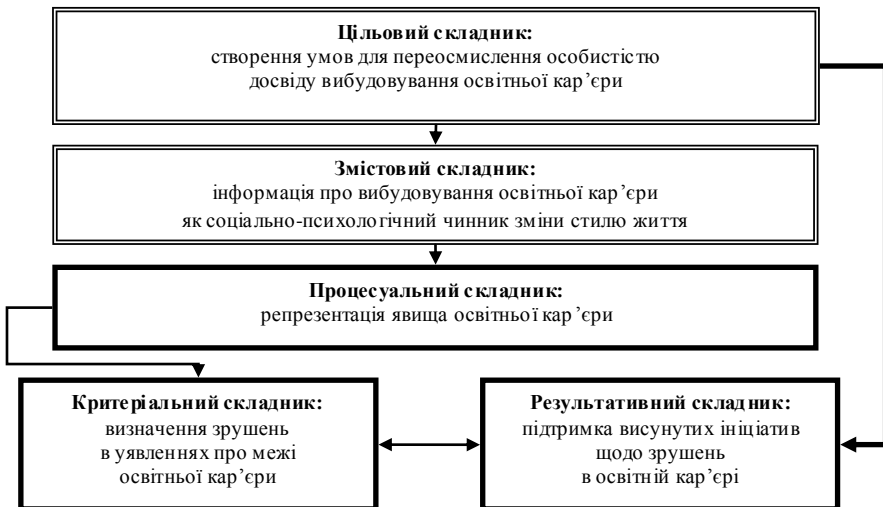 Цільовий складник:
створення умов для переосмислення особистістю
досвіду вибудовування освітньої кар’єри
Змістовий складник:
інформація про вибудовування освітньої кар’єри
як соціально-психологічний чинник зміни стилю життя
Процесуальний складник:
репрезентація явища освітньої кар’єри
Критеріальний складник:
визначення зрушень
в уявленнях про межі
освітньої кар’єри
Результативний складник:
підтримка висунутих ініціатив
щодо зрушень
в освітній кар’єрі